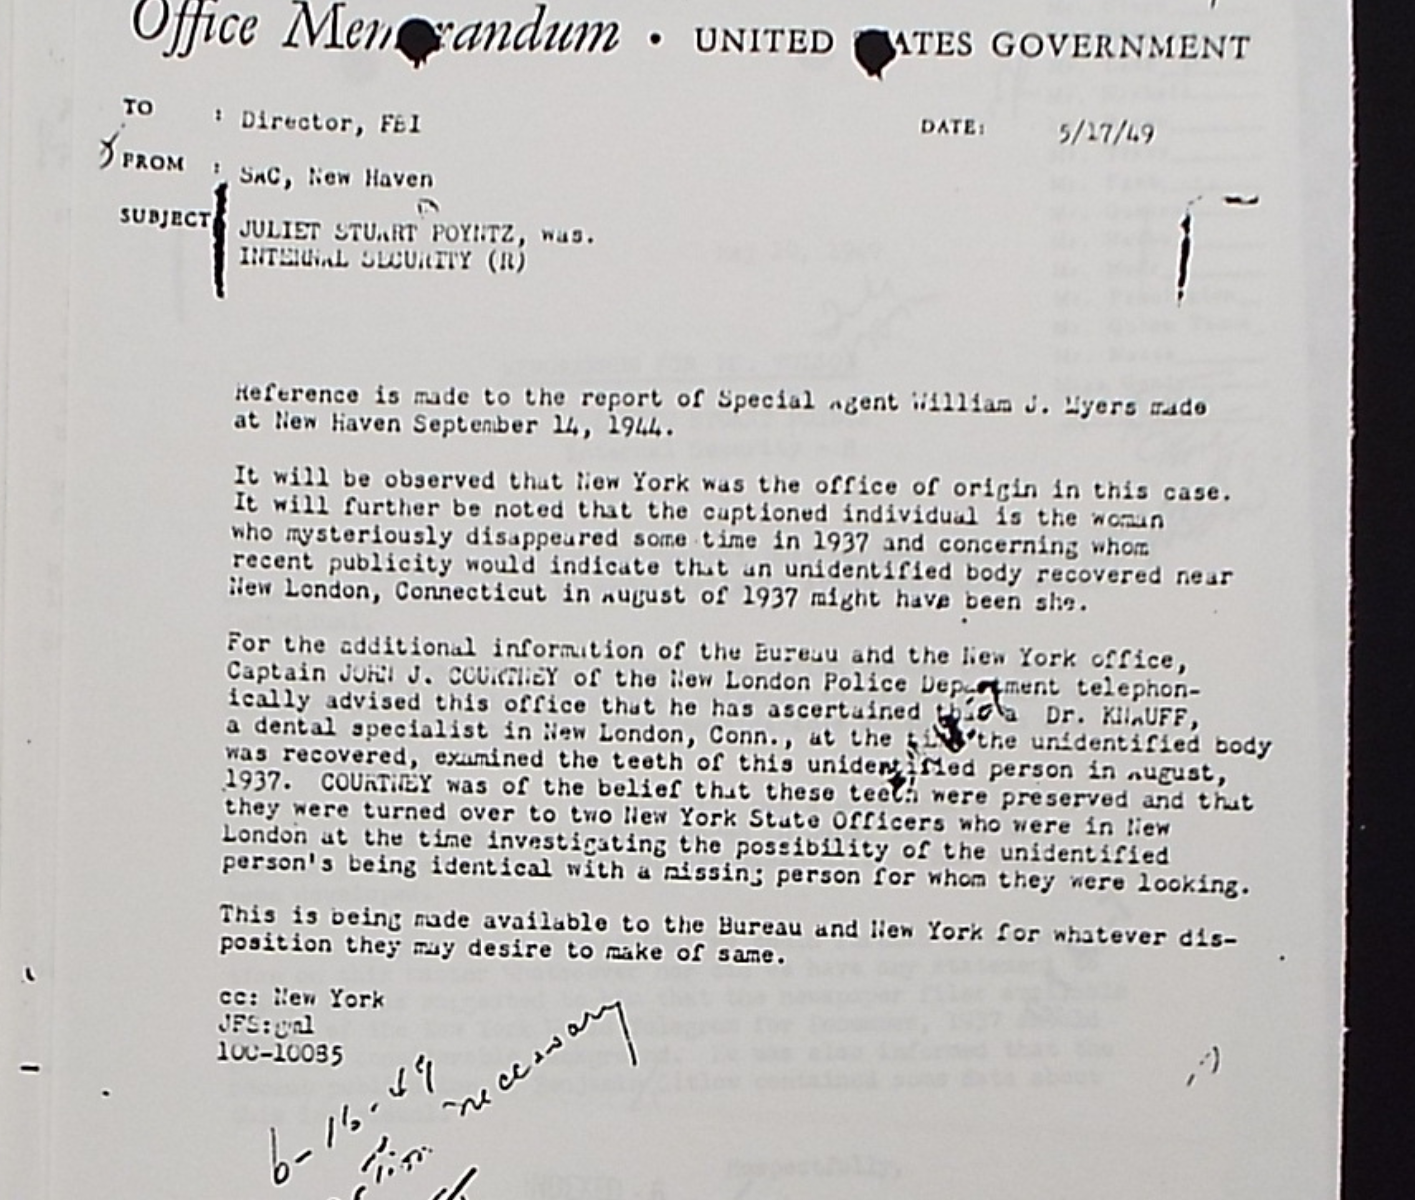 Office Memorandum • UNITED STATES GOVERNMENT
TO : Director, FBI DATE: 5/17/49
FROM : SAC, New Haven
SUBJECT JULIET STUART POYNTZ, was.
INTERNAL SECURITY (R)
Reference is made to the report of Special Agent William J. Myers made
at New Haven September 14, 1944.
It will be observed that New York was the office of origin in this case.
It will further be noted that the captioned individual is the woman
who mysteriously disappeared some time in 1937 and concerning whom
recent publicity would indicate that an unidentified body recovered near
New London, Connecticut in August of 1937 might have been she.
For the additional information of the Bureau and the New York office,
Captain JOHN J. COURTNEY of the New London Police Department telephon-
ically advised this office that he has ascertained that a Dr. KNAUFF,
a dental specialist in New London, Conn., at the time the unidentified body
was recovered, examined the teeth of this unidentified person in August,
1937. COURTNEY was of the belief that these teeth were preserved and that
they were turned over to two New York State Officers who were in New
London at the time investigating the possibility of the unidentified
person's being identical with a missing person for whom they were looking.
This is being made available to the Bureau and New York for whatever dis-
position they may desire to make of same.
cc: New York
JFS:gml
100-10035
6-16-49
necessary